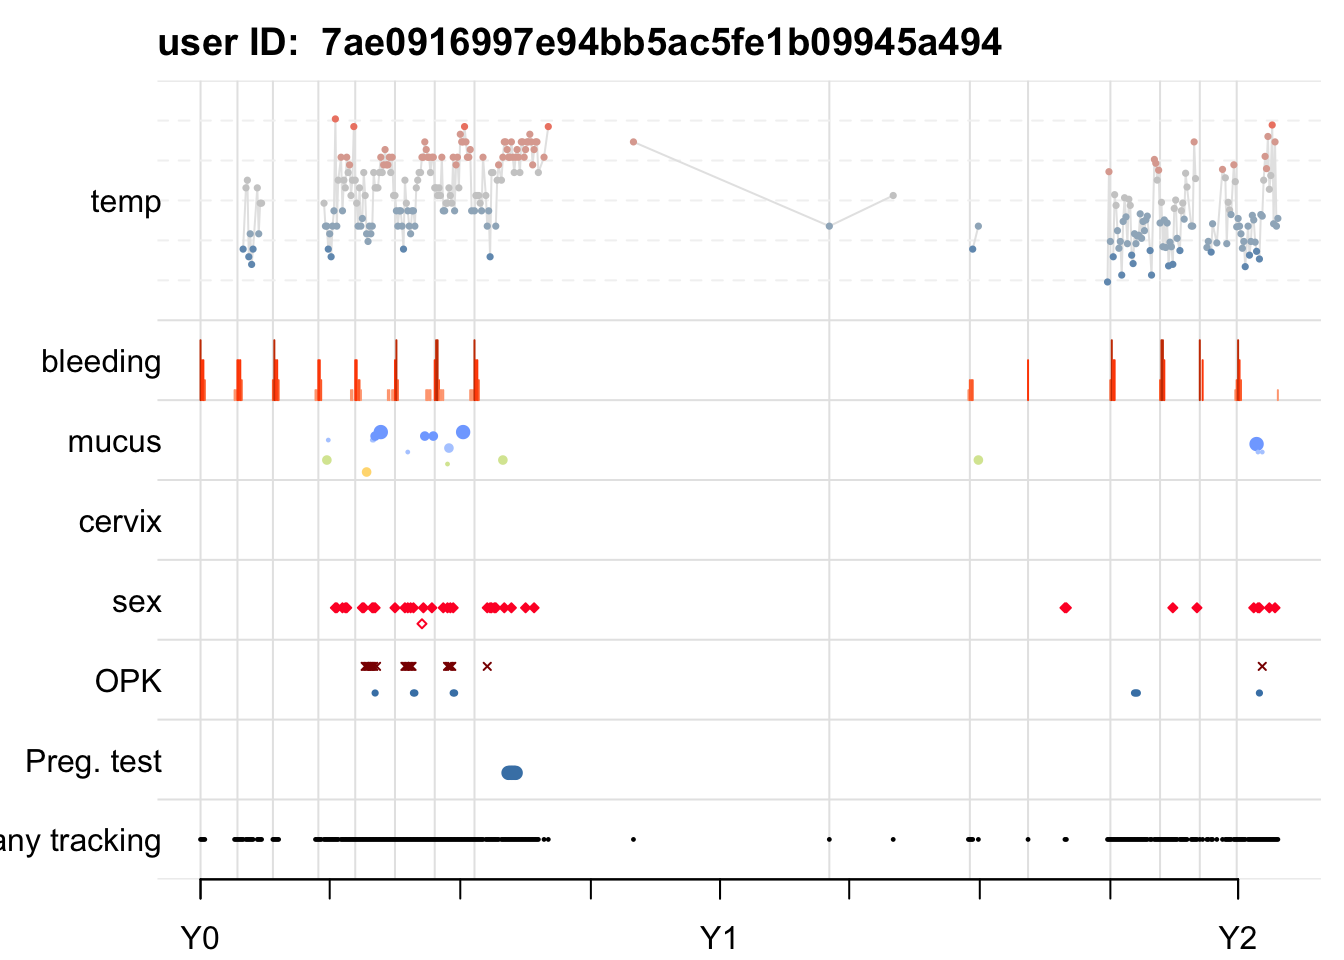 user ID:  7ae0916997e94bb5ac5fe1b09945a494
temp
bleeding
mucus
cervix
sex
OPK
Preg. test
any tracking
Y0 Y1 Y2